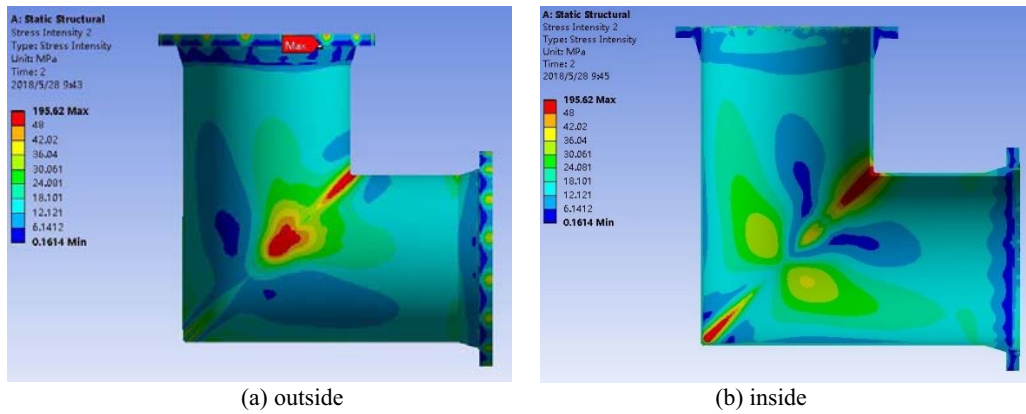 A: Static Structural
Stress Intensity 2
Type: Stress Intensity
Unit: MPa
Time: 2
2018/5/28 9:43
195.62 Max
48
42.02
36.04
30.061
24.081
18.101
12.121
6.1412
0.1614 Min
Max
(a) outside
A: Static Structural
Stress Intensity 2
Type: Stress Intensity
Unit: MPa
Time: 2
2018/5/28 9:45
195.62 Max
48
42.02
36.04
30.061
24.081
18.101
12.121
6.1412
0.1614 Min
(b) inside